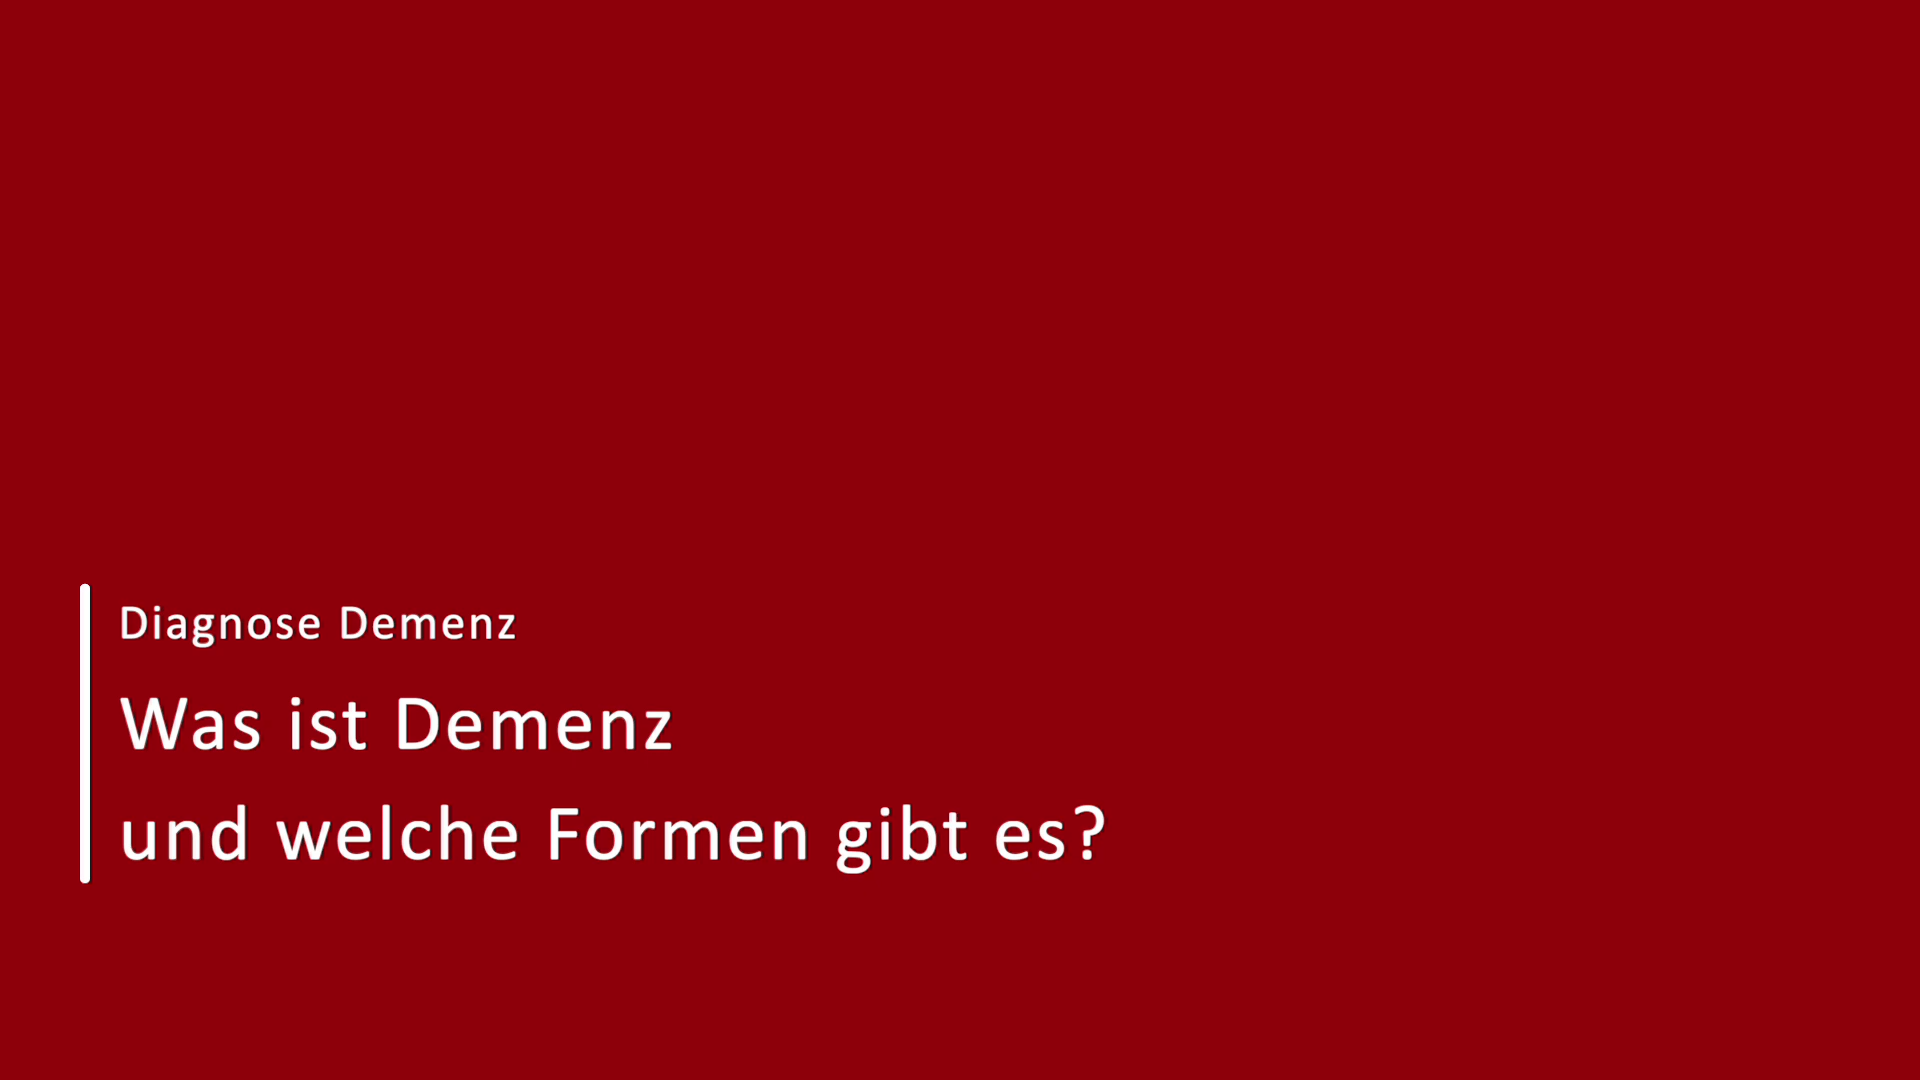 Diagnose Demenz
Was ist Demenz
und welche Formen gibt es?